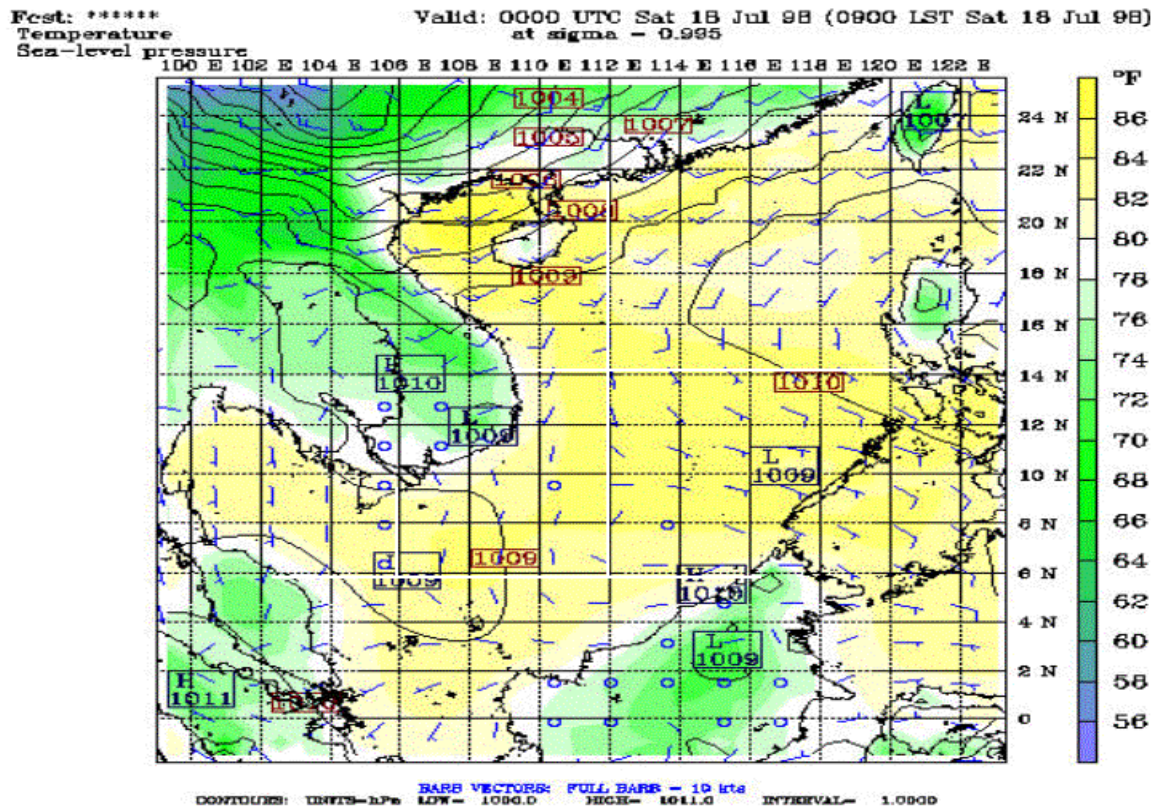 Fcst: ****** Valid: 0000 UTC Sat 18 Jul 98 (0900 LST Sat 18 Jul 98)
Temperature at sigma = 0.995
Sea-level pressure
100 E 102 E 104 E 106 E 108 E 110 E 112 E 114 E 116 E 118 E 120 E 122 E
°F
1004
L
1007
1007
24 N
86
1005
84
22 N
82
1008
20 N
80
1009
18 N
78
16 N
76
H
1010
1010
14 N
74
L
1009
12 N
72
L
1009
10 N
70
8 N
68
1009
66
1009
H
1010
6 N
64
4 N
62
L
1009
60
H
1011
2 N
58
0
56
BARB VECTORS: FULL BARB = 10 kts
CONTOURS: UNITS=hPa LOW= 1000.0 HIGH= 1011.0 INTERVAL= 1.0000